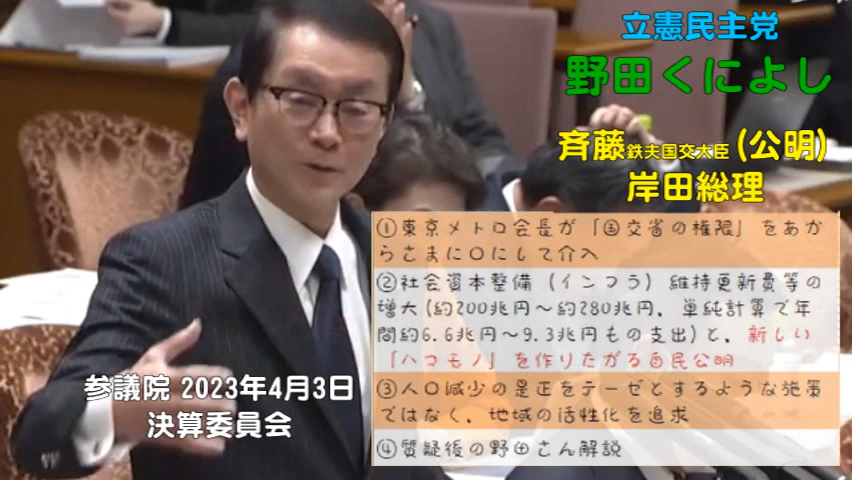 立憲民主党
野田くによし
斉藤鉄夫国交大臣(公明)
岸田総理
①東京メトロ会長が「国交省の権限」をあか
らさまに口にして介入
②社会資本整備(インフラ)維持更新費等の
増大(約200兆円~約280兆円、単純計算で年
間約6.6兆円~9.3兆円もの支出)と、新しい
「ハコモノ」を作りたがる自民公明
③人口減少の是正をテーゼとするような施策
ではなく、地域の活性化を追求
④質疑後の野田さん解説
参議院 2023年4月3日
決算委員会